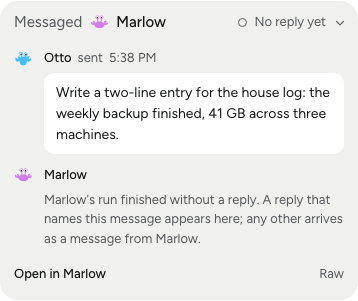 Messaged Marlow No reply yet
Otto sent 5:38 PM
Write a two-line entry for the house log: the
weekly backup finished, 41 GB across three
machines.
Marlow
Marlow's run finished without a reply. A reply that
names this message appears here; any other arrives
as a message from Marlow.
Open in Marlow Raw